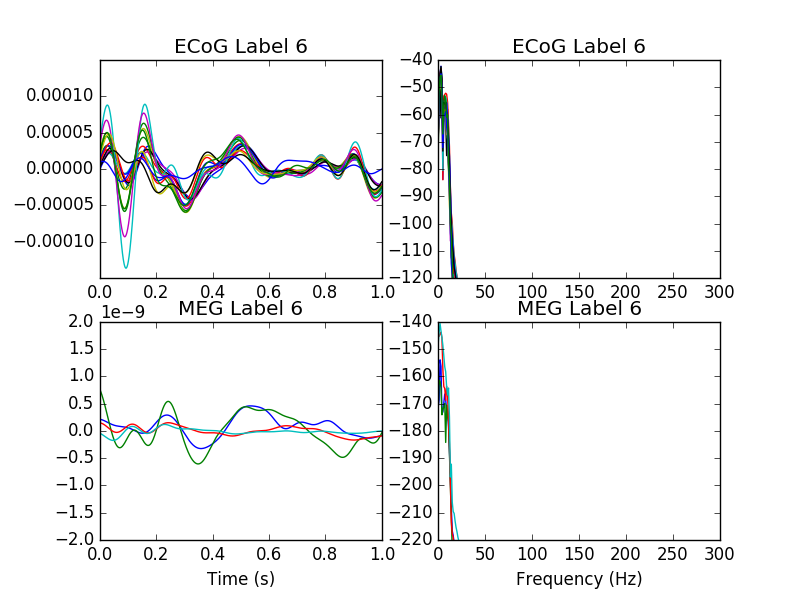 ECoG Label 6
0.00010
0.00005
0.00000
−0.00005
−0.00010
0.0 0.2 0.4 0.6 0.8 1.0
ECoG Label 6
−40
−50
−60
−70
−80
−90
−100
−110
−120
0 50 100 150 200 250 300
1e−9
MEG Label 6
2.0
1.5
1.0
0.5
0.0
−0.5
−1.0
−1.5
−2.0
0.0 0.2 0.4 0.6 0.8 1.0
Time (s)
MEG Label 6
−140
−150
−160
−170
−180
−190
−200
−210
−220
0 50 100 150 200 250 300
Frequency (Hz)